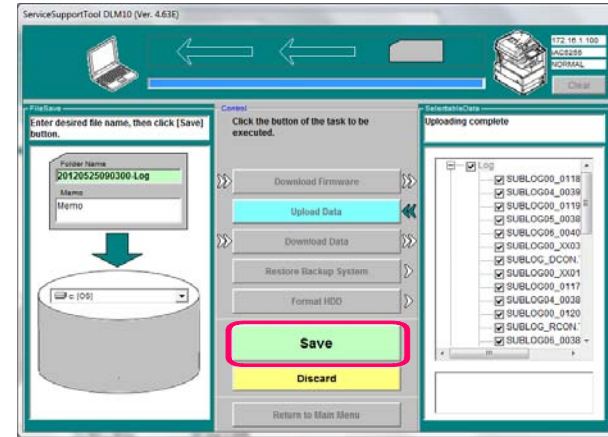 ServiceSupportTool DLM10 (Ver. 4.63E)
172.16.1.100
iAC5255
NORMAL
Clear
FileSave
Enter desired file name, then click [Save]
button.
Folder Name
20120525090300-Log
Memo
Memo
c [OS]
Control
Click the button of the task to be
executed.
Download Firmware
Upload Data
Download Data
Restore Backup System
Format HDD
Save
Discard
Return to Main Menu
SelectableData
Uploading complete
Log
SUBLOG00_0118
SUBLOG04_0039
SUBLOG00_0119
SUBLOG05_0038
SUBLOG06_0040
SUBLOG00_XX03
SUBLOG_DCON.
SUBLOG00_XX01
SUBLOG00_0117
SUBLOG04_0038
SUBLOG00_0120
SUBLOG_RCON.
SUBLOG06_0038